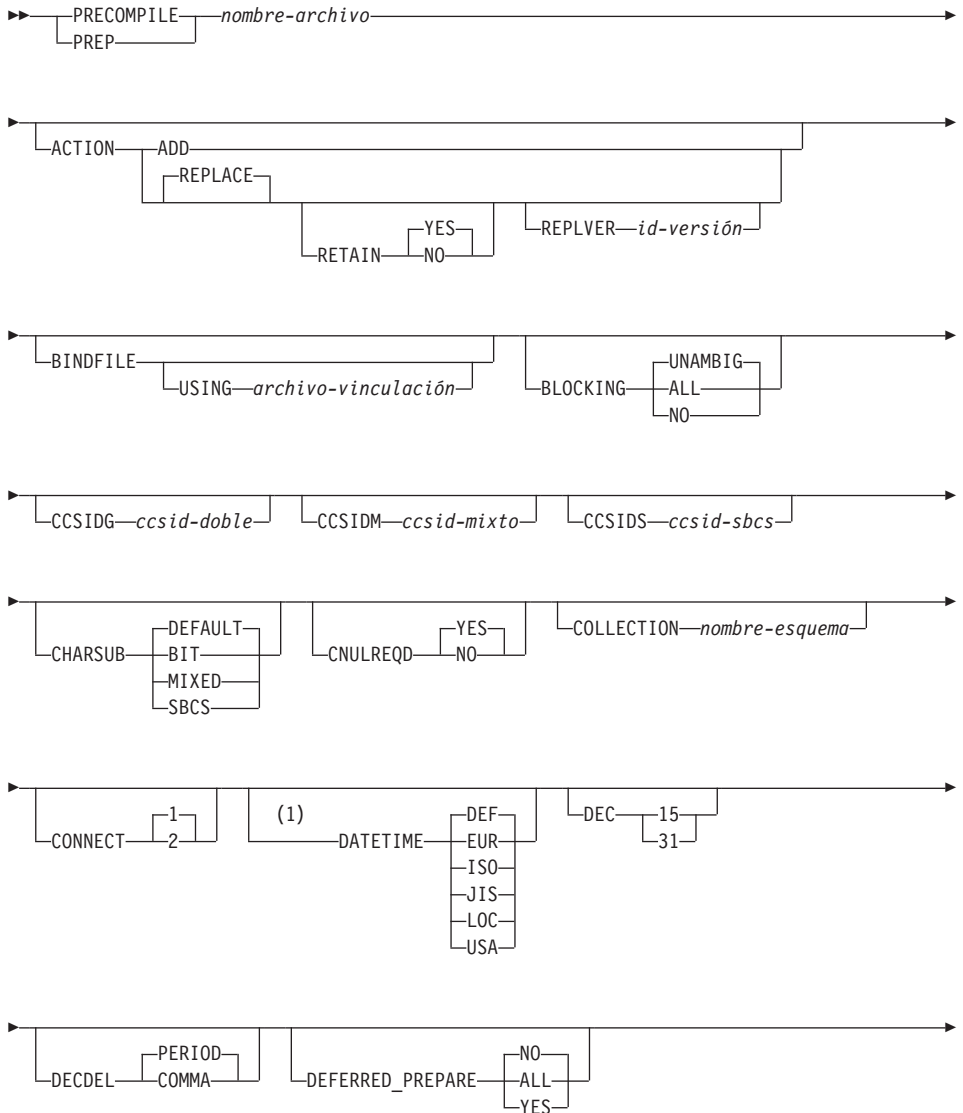 PRECOMPILE nombre-archivo
PREP
ACTION ADD
REPLACE
YES REPLVER id-versión
RETAIN NO
BINDFILE UNAMBIG
USING archivo-vinculación BLOCKING ALL
NO
CCSIDG ccsid-doble CCSIDM ccsid-mixto CCSIDS ccsid-sbcs
DEFAULT YES COLLECTION nombre-esquema
CHARSUB BIT CNULREQD NO
MIXED
SBCS
1 (1) DEF DEC 15
CONNECT 2 DATETIME EUR 31
ISO
JIS
LOC
USA
PERIOD NO
DECDEL COMMA DEFERRED_PREPARE ALL
YES